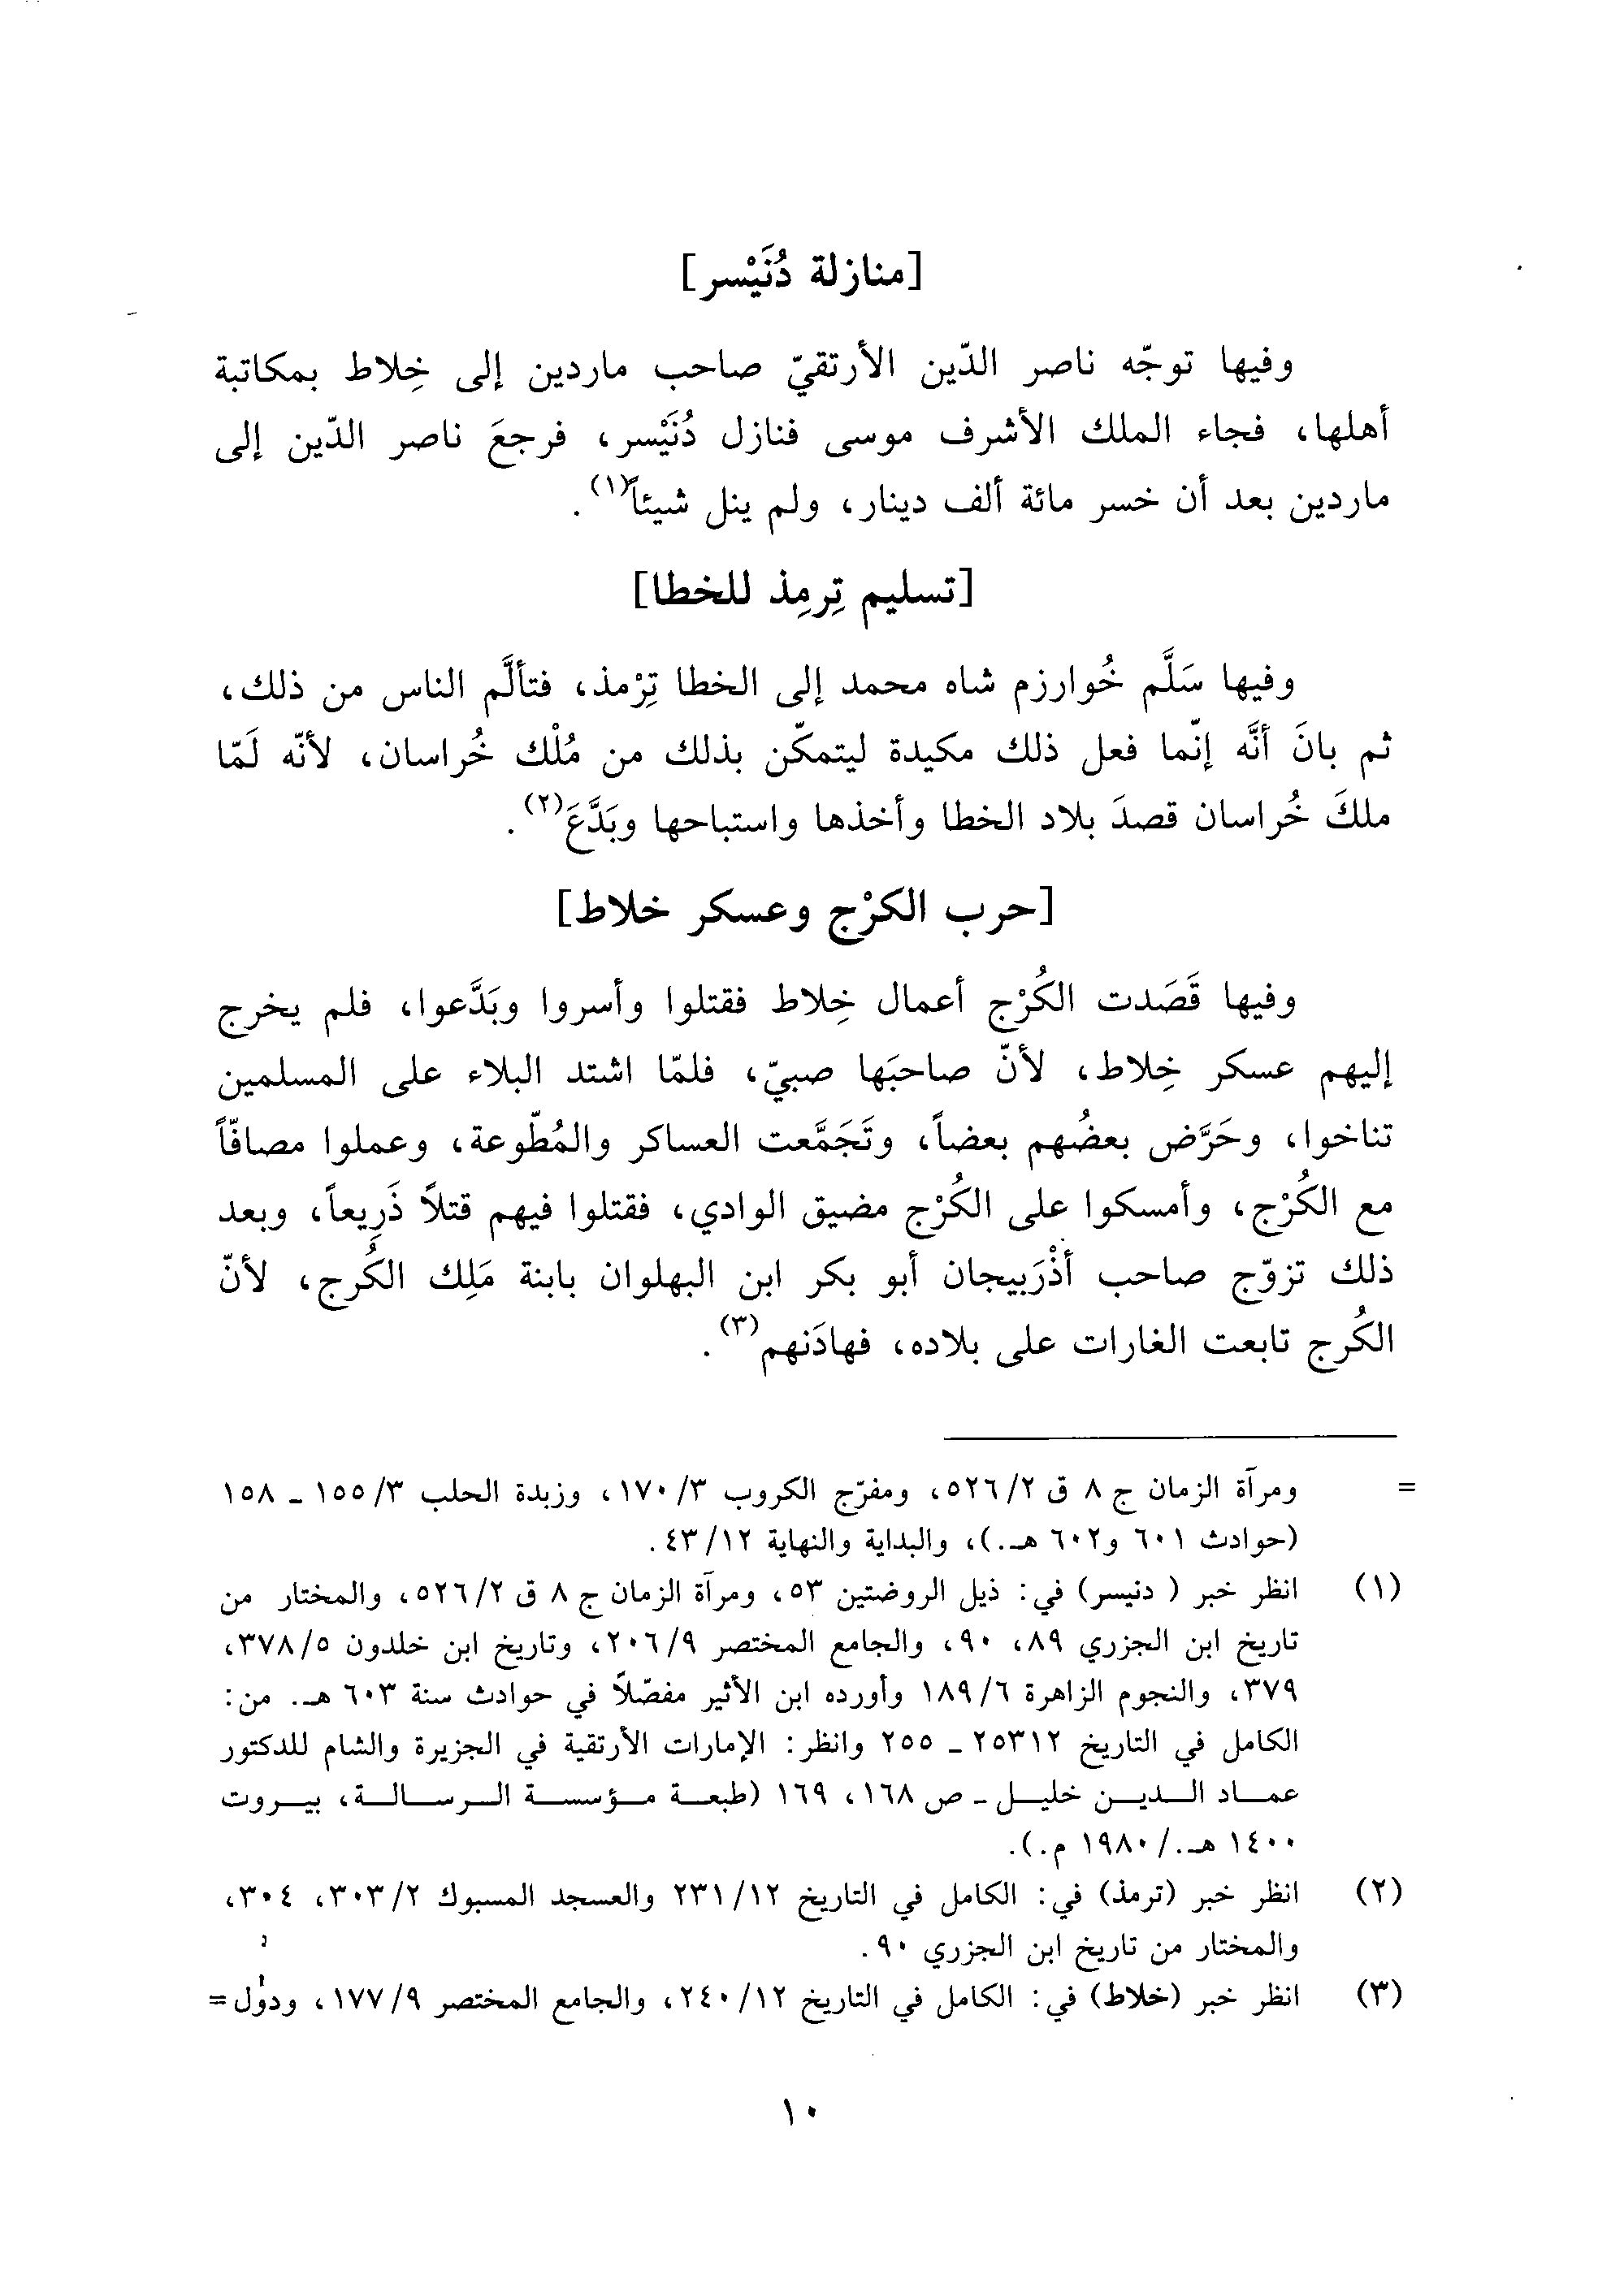 [منازلة دُنَيْسر]
وفيها توجّه ناصر الدّين الأرتقيّ صاحب ماردين إلى خِلاط بمكاتبة
أهلها، فجاء الملك الأشرف موسى فنازل دُنَيْسر، فرجعَ ناصر الدّين إلى
ماردين بعد أن خسر مائة ألف دينار، ولم ينل شيئاً(١).
[تسليم تِرمِذ للخطا]
وفيها سَلَّم خُوارزم شاه محمد إلى الخطا تِرْمذ، فتألَّم الناس من ذلك،
ثم بانَ أنَّه إنّما فعل ذلك مكيدة ليتمكّن بذلك من مُلْك خُراسان، لأنّه لَمّا
ملكَ خُراسان قصدَ بلاد الخطا وأخذها واستباحها وبَدَّعَ(٢).
[حرب الكرْج وعسكر خلاط]
وفيها قَصَدت الكُرْج أعمال خِلاط فقتلوا وأسروا وبَدَّعوا، فلم يخرج
إليهم عسكر خِلاط، لأنّ صاحبَها صبيّ، فلمّا اشتد البلاء على المسلمين
تناخوا، وحَرَّض بعضُهم بعضاً، وتَجَمَّعت العساكر والمُطّوعة، وعملوا مصافّاً
مع الكُرْج، وأمسكوا على الكُرْج مضيق الوادي، فقتلوا فيهم قتلاً ذَرِيعاً، وبعد
ذلك تزوّج صاحب أذْرَبيجان أبو بكر ابن البهلوان بابنة مَلِك الكُرج، لأنّ
الكُرج تابعت الغارات على بلاده، فهادَنهم(٣).
= ومرآة الزمان ج ٨ ق ٥٢٦/٢، ومفرّج الكروب ١٧٠/٣، وزبدة الحلب ١٥٥/٣ ـ ١٥٨
(حوادث ٦٠١ و٦٠٢ هـ.)، والبداية والنهاية ٤٣/١٢.
(١) انظر خبر ( دنيسر) في: ذيل الروضتين ٥٣، ومرآة الزمان ج ٨ ق ٥٢٦/٢، والمختار من
تاريخ ابن الجزري ٨٩، ٩٠، والجامع المختصر ٢٠٦/٩، وتاريخ ابن خلدون ٣٧٨/٥،
٣٧٩، والنجوم الزاهرة ١٨٩/٦ وأورده ابن الأثير مفصّلاً في حوادث سنة ٦٠٣ هـ. من:
الكامل في التاريخ ٢٥٣١٢ ـ ٢٥٥ وانظر: الإمارات الأرتقية في الجزيرة والشام للدكتور
عمـاد الـديـن خليـل ـ ص ١٦٨، ١٦٩ (طبعـة مـؤسسـة الـرسـالـة، بيـروت
١٤٠٠ هـ./١٩٨٠ م.).
(٢) انظر خبر (ترمذ) في: الكامل في التاريخ ٢٣١/١٢ والعسجد المسبوك ٣٠٣/٢، ٣٠٤،
والمختار من تاريخ ابن الجزري ٩٠.
(٣) انظر خبر (خلاط) في: الكامل في التاريخ ٢٤٠/١٢، والجامع المختصر ١٧٧/٩، ودول=
١٠